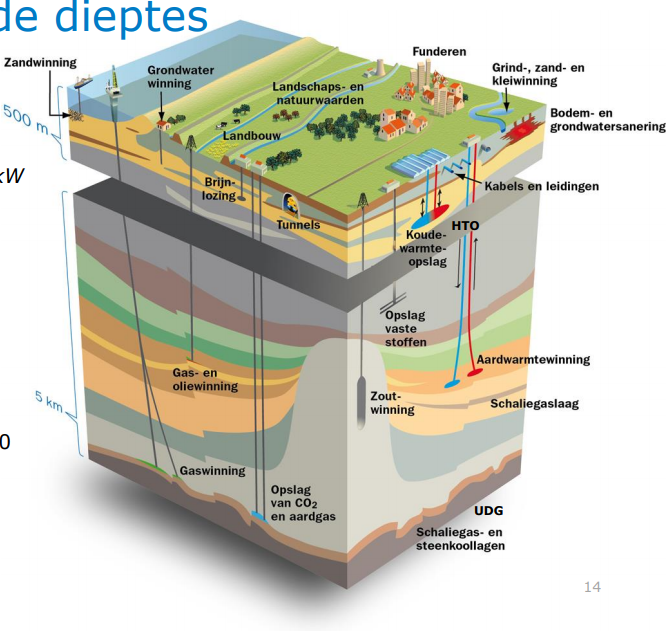 de dieptes
Zandwinning
Grondwater
winning
Funderen
Grind-, zand- en
kleiwinning
Landschaps- en
natuurwaarden
500 m
Bodem- en
grondwatersanering
Landbouw
kW
Brijn-
lozing
Kabels en leidingen
Tunnels
HTO
Koude-
warmte-
opslag
Opslag
vaste
stoffen
Aardwarmtewinning
Gas- en
oliewinning
5 km
Zout-
winning
Schaliegaslaag
0
Gaswinning
Opslag
van CO2
en aardgas
UDG
Schaliegas- en
steenkoollagen
14